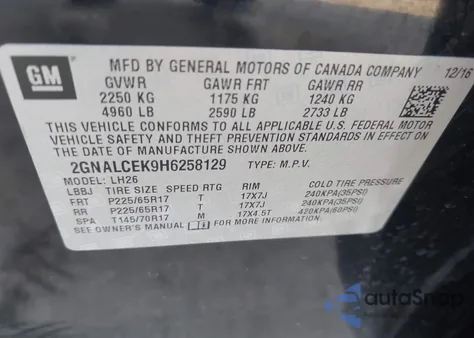 GM
MFD BY GENERAL MOTORS OF CANADA COMPANY 12/16
GVWR GAWR FRT GAWR RR
2250 KG 1175 KG 1240 KG
4960 LB 2590 LB 2733 LB
THIS VEHICLE CONFORMS TO ALL APPLICABLE U.S. FEDERAL MOTOR
VEHICLE SAFETY AND THEFT PREVENTION STANDARDS
IN EFFECT ON THE DATE OF MANUFACTURE SHOWN ABOVE.
2GNALCEK9H6258129 TYPE: M.P.V.
MODEL: LH26
LBBJ TIRE SIZE SPEED RTG RIM COLD TIRE PRESSURE
FRT P225/65R17 T 17X7J 240KPA(35PSI)
RR P225/65R17 T 17X7J 240KPA(35PSI)
SPA T145/70R17 M 17X4.5T 420KPA(60PSI)
SEE OWNER'S MANUAL FOR MORE INFORMATION.
autoSnap